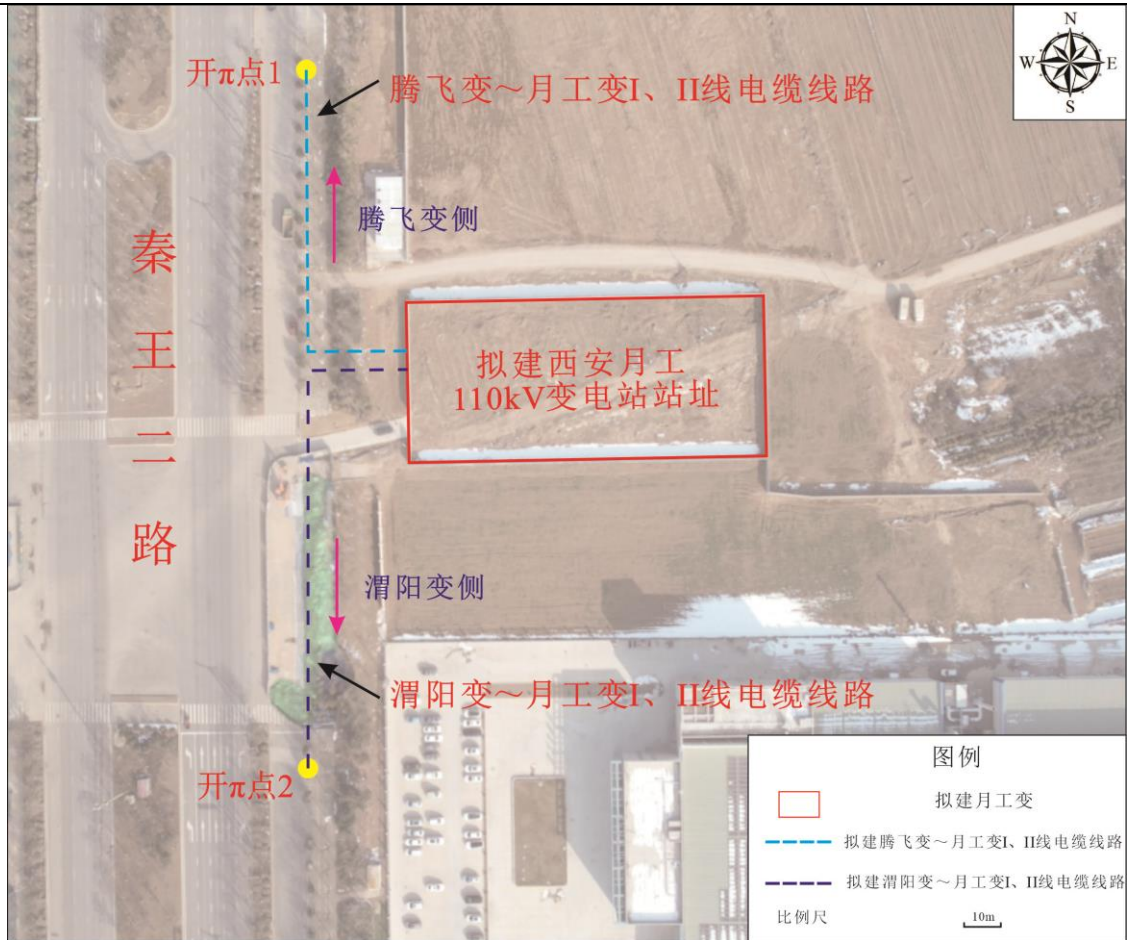 N
W
E
S
开π点1
腾飞变～月工变I、II线电缆线路
腾飞变侧
秦王二路
拟建西安月工
110kV变电站站址
渭阳变侧
渭阳变～月工变I、II线电缆线路
开π点2
图例
拟建月工变
拟建腾飞变～月工变I、II线电缆线路
拟建渭阳变～月工变I、II线电缆线路
比例尺
10m